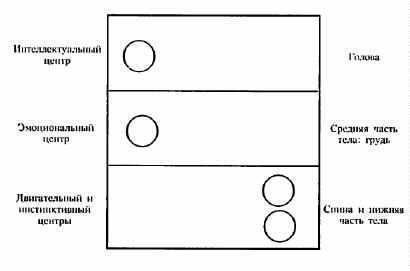 Интеллектуальный
центр
Голова
Эмоциональный
центр
Средняя часть
тела: грудь
Двигательный и
инстинктивный
центры
Спина и нижняя
часть тела